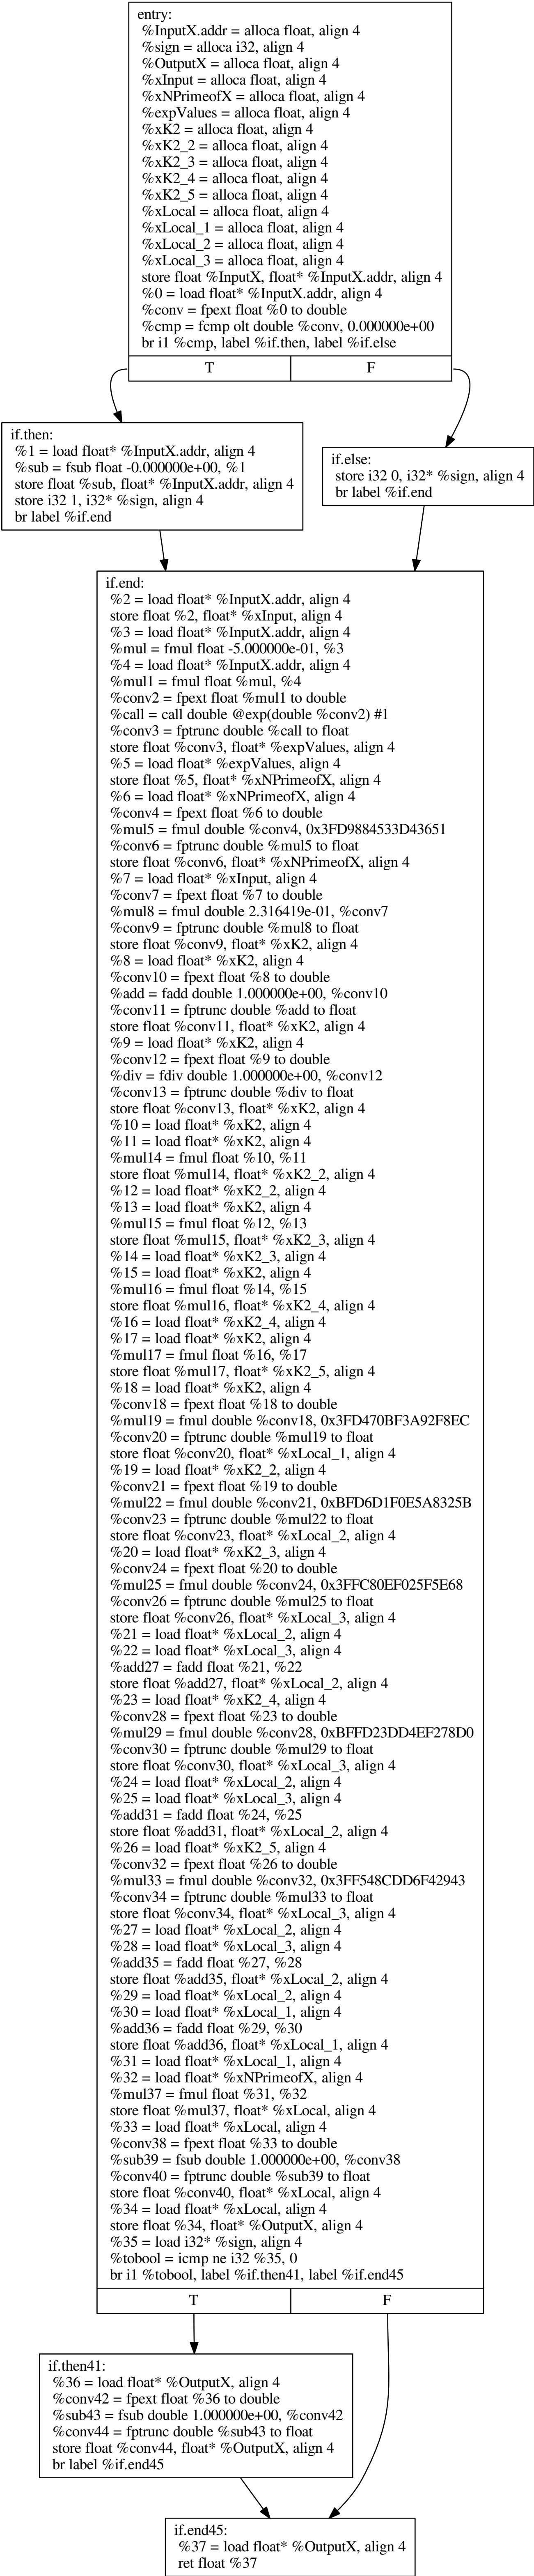 entry:
%InputX.addr = alloca float, align 4
%sign = alloca i32, align 4
%OutputX = alloca float, align 4
%xInput = alloca float, align 4
%xNPrimeofX = alloca float, align 4
%expValues = alloca float, align 4
%xK2 = alloca float, align 4
%xK2_2 = alloca float, align 4
%xK2_3 = alloca float, align 4
%xK2_4 = alloca float, align 4
%xK2_5 = alloca float, align 4
%xLocal = alloca float, align 4
%xLocal_1 = alloca float, align 4
%xLocal_2 = alloca float, align 4
%xLocal_3 = alloca float, align 4
store float %InputX, float* %InputX.addr, align 4
%0 = load float* %InputX.addr, align 4
%conv = fpext float %0 to double
%cmp = fcmp olt double %conv, 0.000000e+00
br i1 %cmp, label %if.then, label %if.else
T F
if.then:
%1 = load float* %InputX.addr, align 4
%sub = fsub float -0.000000e+00, %1
store float %sub, float* %InputX.addr, align 4
store i32 1, i32* %sign, align 4
br label %if.end
if.else:
store i32 0, i32* %sign, align 4
br label %if.end
if.end:
%2 = load float* %InputX.addr, align 4
store float %2, float* %xInput, align 4
%3 = load float* %InputX.addr, align 4
%mul = fmul float -5.000000e-01, %3
%4 = load float* %InputX.addr, align 4
%mul1 = fmul float %mul, %4
%conv2 = fpext float %mul1 to double
%call = call double @exp(double %conv2) #1
%conv3 = fptrunc double %call to float
store float %conv3, float* %expValues, align 4
%5 = load float* %expValues, align 4
store float %5, float* %xNPrimeofX, align 4
%6 = load float* %xNPrimeofX, align 4
%conv4 = fpext float %6 to double
%mul5 = fmul double %conv4, 0x3FD9884533D43651
%conv6 = fptrunc double %mul5 to float
store float %conv6, float* %xNPrimeofX, align 4
%7 = load float* %xInput, align 4
%conv7 = fpext float %7 to double
%mul8 = fmul double 2.316419e-01, %conv7
%conv9 = fptrunc double %mul8 to float
store float %conv9, float* %xK2, align 4
%8 = load float* %xK2, align 4
%conv10 = fpext float %8 to double
%add = fadd double 1.000000e+00, %conv10
%conv11 = fptrunc double %add to float
store float %conv11, float* %xK2, align 4
%9 = load float* %xK2, align 4
%conv12 = fpext float %9 to double
%div = fdiv double 1.000000e+00, %conv12
%conv13 = fptrunc double %div to float
store float %conv13, float* %xK2, align 4
%10 = load float* %xK2, align 4
%11 = load float* %xK2, align 4
%mul14 = fmul float %10, %11
store float %mul14, float* %xK2_2, align 4
%12 = load float* %xK2_2, align 4
%13 = load float* %xK2, align 4
%mul15 = fmul float %12, %13
store float %mul15, float* %xK2_3, align 4
%14 = load float* %xK2_3, align 4
%15 = load float* %xK2, align 4
%mul16 = fmul float %14, %15
store float %mul16, float* %xK2_4, align 4
%16 = load float* %xK2_4, align 4
%17 = load float* %xK2, align 4
%mul17 = fmul float %16, %17
store float %mul17, float* %xK2_5, align 4
%18 = load float* %xK2, align 4
%conv18 = fpext float %18 to double
%mul19 = fmul double %conv18, 0x3FD470BF3A92F8EC
%conv20 = fptrunc double %mul19 to float
store float %conv20, float* %xLocal_1, align 4
%19 = load float* %xK2_2, align 4
%conv21 = fpext float %19 to double
%mul22 = fmul double %conv21, 0xBFD6D1F0E5A8325B
%conv23 = fptrunc double %mul22 to float
store float %conv23, float* %xLocal_2, align 4
%20 = load float* %xK2_3, align 4
%conv24 = fpext float %20 to double
%mul25 = fmul double %conv24, 0x3FFC80EF025F5E68
%conv26 = fptrunc double %mul25 to float
store float %conv26, float* %xLocal_3, align 4
%21 = load float* %xLocal_2, align 4
%22 = load float* %xLocal_3, align 4
%add27 = fadd float %21, %22
store float %add27, float* %xLocal_2, align 4
%23 = load float* %xK2_4, align 4
%conv28 = fpext float %23 to double
%mul29 = fmul double %conv28, 0xBFFD23DD4EF278D0
%conv30 = fptrunc double %mul29 to float
store float %conv30, float* %xLocal_3, align 4
%24 = load float* %xLocal_2, align 4
%25 = load float* %xLocal_3, align 4
%add31 = fadd float %24, %25
store float %add31, float* %xLocal_2, align 4
%26 = load float* %xK2_5, align 4
%conv32 = fpext float %26 to double
%mul33 = fmul double %conv32, 0x3FF548CDD6F42943
%conv34 = fptrunc double %mul33 to float
store float %conv34, float* %xLocal_3, align 4
%27 = load float* %xLocal_2, align 4
%28 = load float* %xLocal_3, align 4
%add35 = fadd float %27, %28
store float %add35, float* %xLocal_2, align 4
%29 = load float* %xLocal_2, align 4
%30 = load float* %xLocal_1, align 4
%add36 = fadd float %29, %30
store float %add36, float* %xLocal_1, align 4
%31 = load float* %xLocal_1, align 4
%32 = load float* %xNPrimeofX, align 4
%mul37 = fmul float %31, %32
store float %mul37, float* %xLocal, align 4
%33 = load float* %xLocal, align 4
%conv38 = fpext float %33 to double
%sub39 = fsub double 1.000000e+00, %conv38
%conv40 = fptrunc double %sub39 to float
store float %conv40, float* %xLocal, align 4
%34 = load float* %xLocal, align 4
store float %34, float* %OutputX, align 4
%35 = load i32* %sign, align 4
%tobool = icmp ne i32 %35, 0
br i1 %tobool, label %if.then41, label %if.end45
T F
if.then41:
%36 = load float* %OutputX, align 4
%conv42 = fpext float %36 to double
%sub43 = fsub double 1.000000e+00, %conv42
%conv44 = fptrunc double %sub43 to float
store float %conv44, float* %OutputX, align 4
br label %if.end45
if.end45:
%37 = load float* %OutputX, align 4
ret float %37